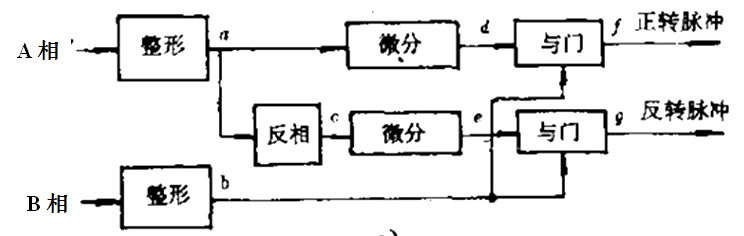 A相 整形 a 微分 d 与门 f 正转脉冲
反相 c 微分 e 与门 g 反转脉冲
B相 整形 b